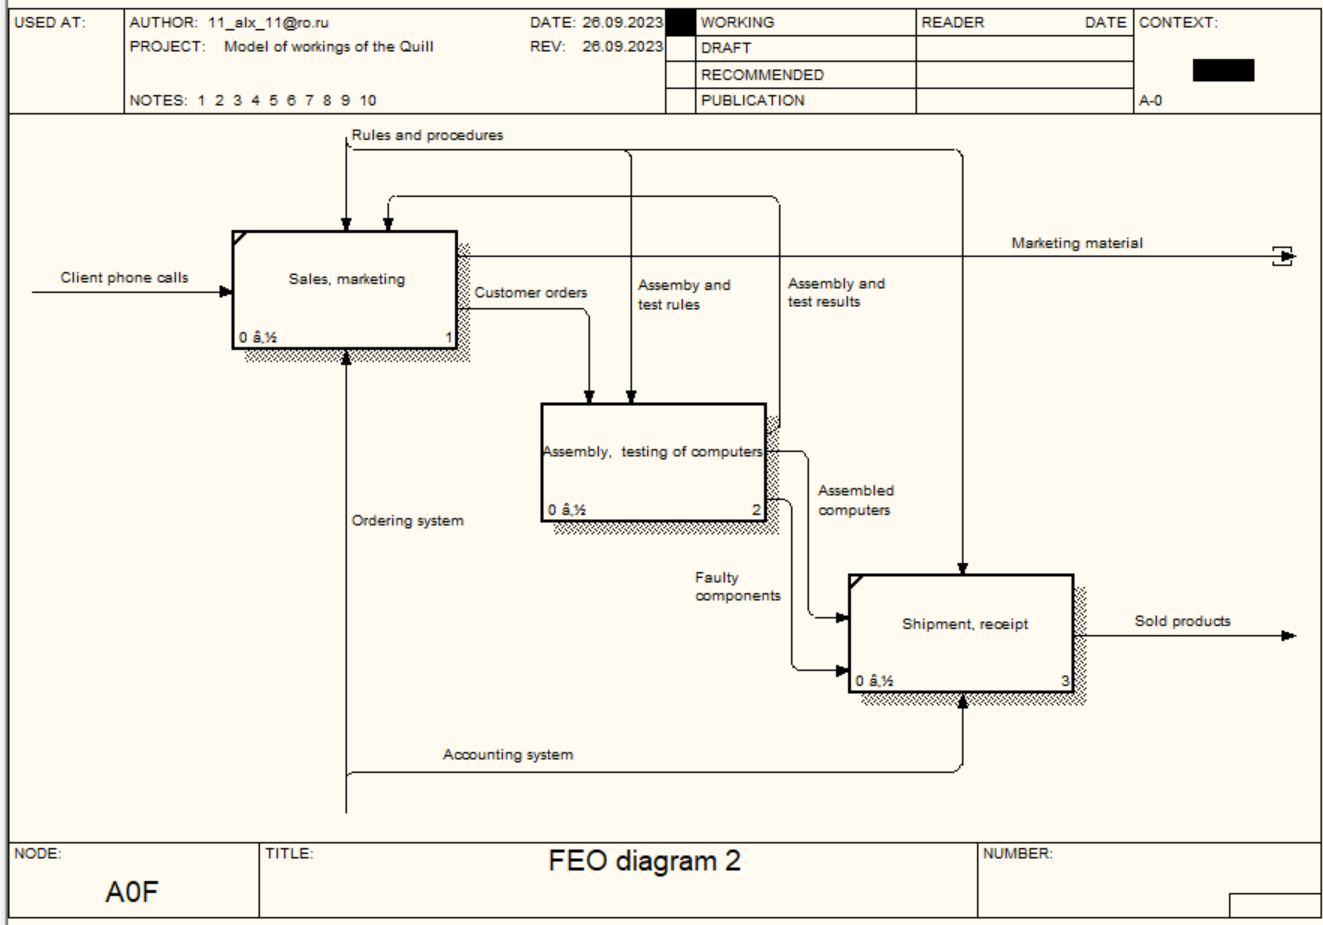 USED AT:
AUTHOR: 11_alx_11@ro.ru
DATE: 26.09.2023
WORKING
READER
DATE
CONTEXT:
PROJECT: Model of workings of the Quill
REV: 26.09.2023
DRAFT
RECOMMENDED
NOTES: 1 2 3 4 5 6 7 8 9 10
PUBLICATION
A-0
Rules and procedures
Marketing material
Client phone calls
Sales, marketing
0 â‚½
1
Customer orders
Assemby and
test rules
Assembly and
test results
Assembly, testing of computers
0 â‚½
2
Assembled
computers
Ordering system
Faulty
components
Shipment, receipt
0 â‚½
3
Sold products
Accounting system
NODE:
A0F
TITLE:
FEO diagram 2
NUMBER: